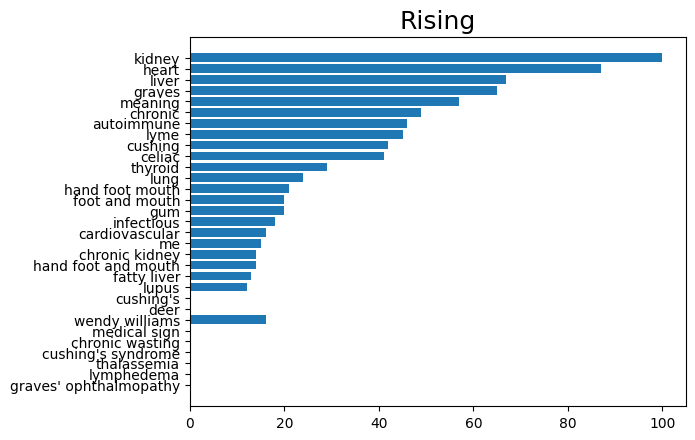 Rising
kidney
heart
liver
graves
meaning
chronic
autoimmune
lyme
cushing
celiac
thyroid
lung
hand foot mouth
foot and mouth
gum
infectious
cardiovascular
me
chronic kidney
hand foot and mouth
fatty liver
lupus
cushing's
deer
wendy williams
medical sign
chronic wasting
cushing's syndrome
thalassemia
lymphedema
graves' ophthalmopathy
0 20 40 60 80 100